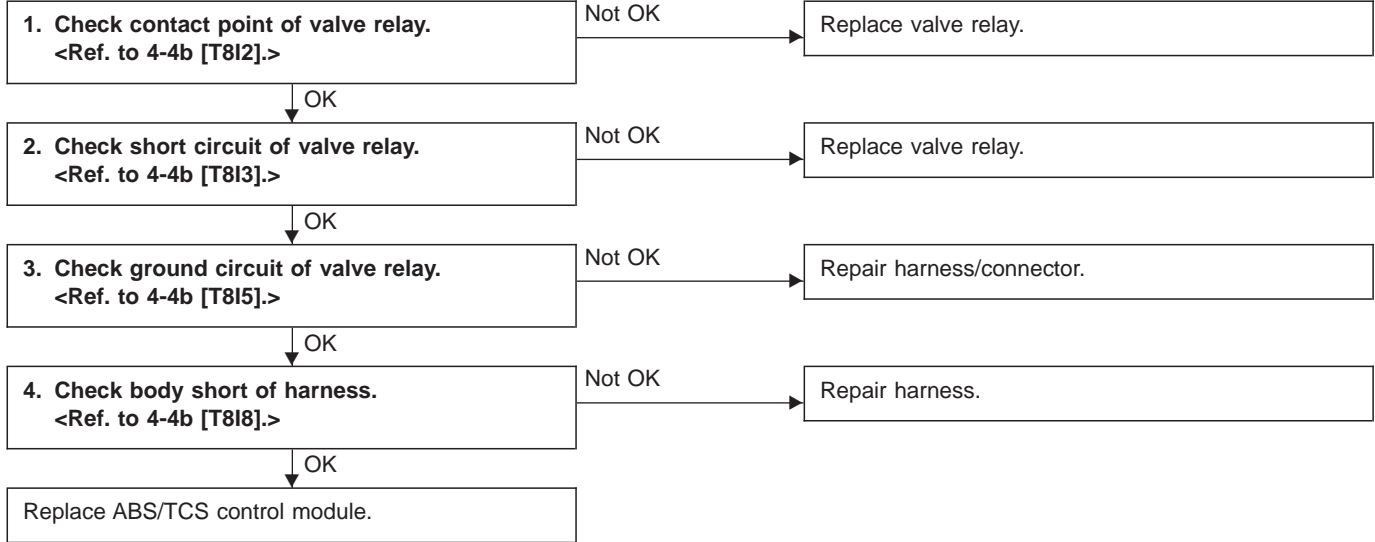 1. Check contact point of valve relay.
<Ref. to 4-4b [T8I2].>
Not OK
Replace valve relay.
OK
2. Check short circuit of valve relay.
<Ref. to 4-4b [T8I3].>
Not OK
Replace valve relay.
OK
3. Check ground circuit of valve relay.
<Ref. to 4-4b [T8I5].>
Not OK
Repair harness/connector.
OK
4. Check body short of harness.
<Ref. to 4-4b [T8I8].>
Not OK
Repair harness.
OK
Replace ABS/TCS control module.